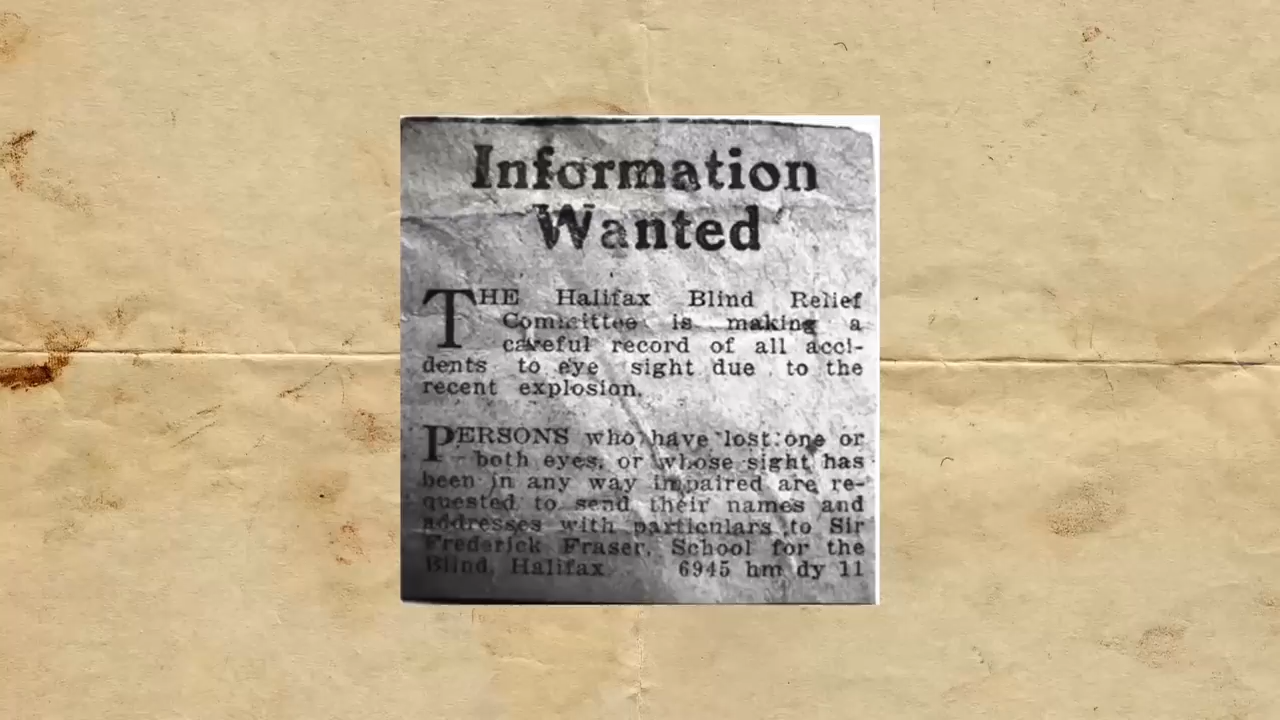 Information
Wanted
THE Halifax Blind Relief
Committee is making a
careful record of all acci-
dents to eye sight due to the
recent explosion.
PERSONS who have lost one or
both eyes, or whose sight has
been in any way impaired are re-
quested to send their names and
addresses with particulars to Sir
Frederick Fraser, School for the
Blind, Halifax 6945 hm dy 11